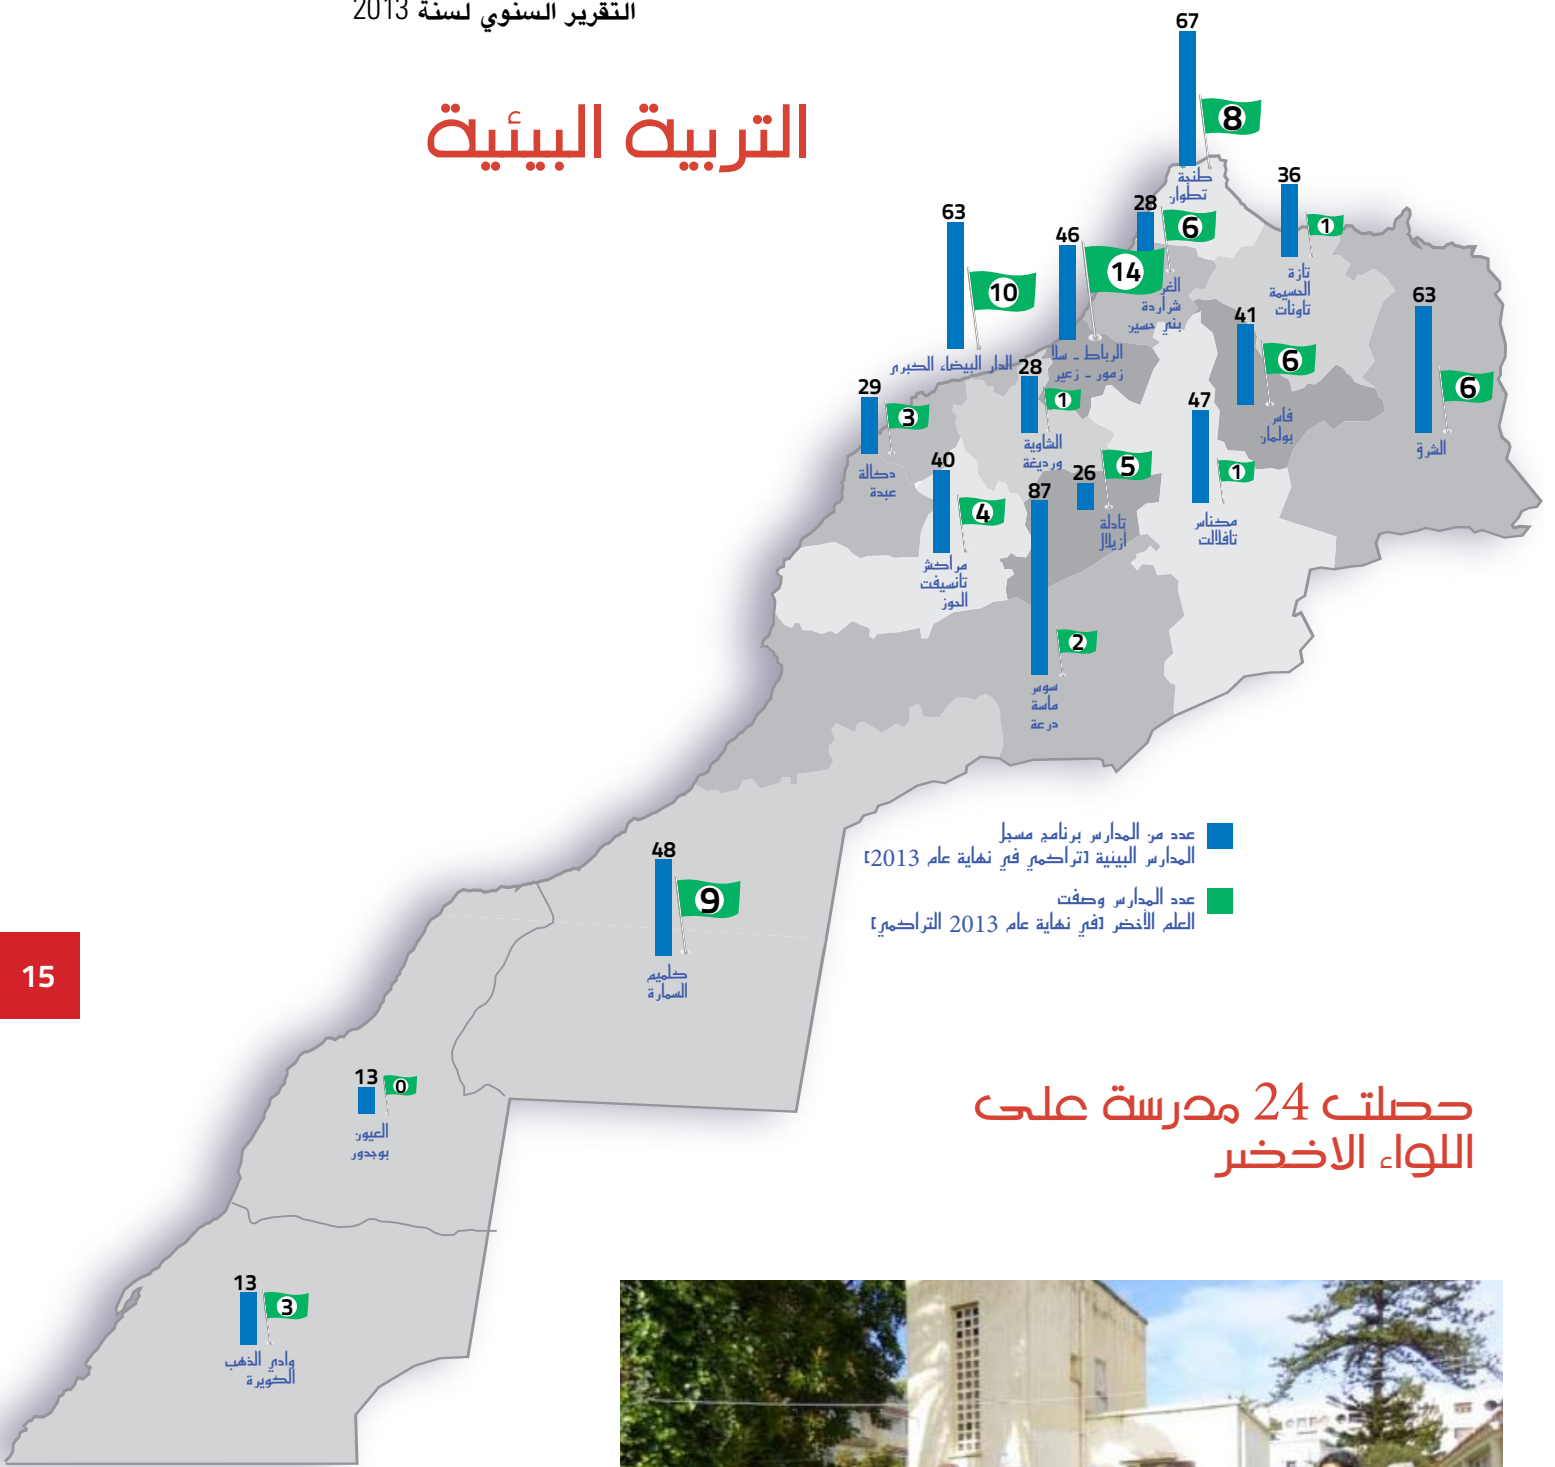 التقرير السنوي لسنة 2013
التربية البيئية
67
8
طنجة
تطوان
36
1
تازة
الحسيمة
تاونات
28
6
الغر
شراردة
بني حسين
46
14
الرباط - سلا
زمور - زعير
63
10
الدار البيضاء الكبرى
63
6
الشرق
41
6
فاس
بولمان
47
1
مكناس
تافلالت
28
1
الشاوية
ورديغة
29
3
دكالة
عبدة
26
5
تادلة
أزيلال
40
4
مراكش
تانسيفت
الحوز
87
2
سوس
ماسة
درعة
عدد من المدارس برنامج مسجل
المدارس البيئية [تراكمي في نهاية عام 2013]
عدد المدارس وصفت
العلم الأخضر [في نهاية عام 2013 التراكمي]
48
9
كلميم
السمارة
15
13
0
العيون
بوجدور
حصلت 24 مدرسة على
اللواء الاخضر
13
3
وادي الذهب
الكويرة